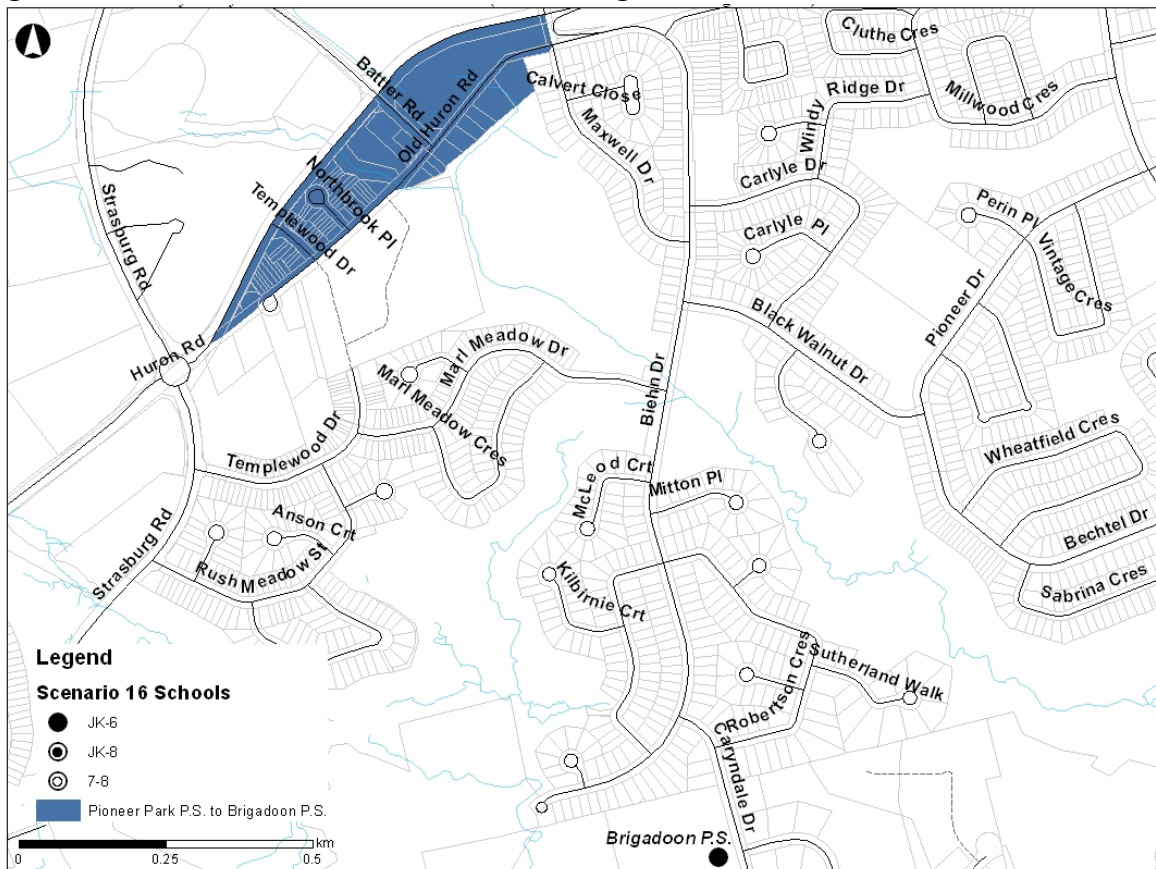 Cluthe Cres
Battler Rd
Old Huron Rd
Calvert Close
Ridge Dr
Millwood Cres
Windy
Maxwell Dr
Northbrook Pl
Templewood Dr
Strasburg Rd
Carlyle Dr
Carlyle Pl
Perin Pl
Vintage Cres
Pioneer Dr
Huron Rd
Black Walnut Dr
Marl Meadow Dr
Marl Meadow Cres
Biehn Dr
Templewood Dr
Wheatfield Cres
McLeod Crt
Mitton Pl
Anson Crt
Bechtel Dr
Strasburg Rd
Rush Meadow St
Kilbirnie Crt
Sabrina Cres
Sutherland Walk
Robertson Cres
Caryndale Dr
Brigadoon P.S.
Legend
Scenario 16 Schools
JK-6
JK-8
7-8
Pioneer Park P.S. to Brigadoon P.S.
km
0 0.25 0.5